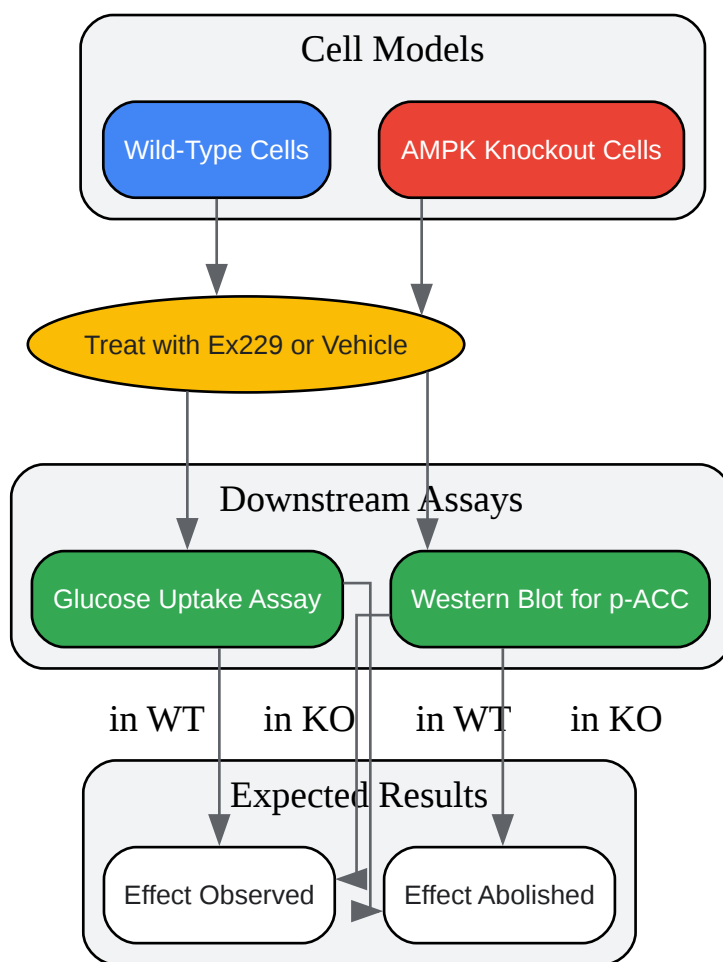 Cell Models
Wild-Type Cells
AMPK Knockout Cells
Treat with Ex229 or Vehicle
Downstream Assays
Glucose Uptake Assay
Western Blot for p-ACC
in WT
in KO
in WT
in KO
Expected Results
Effect Observed
Effect Abolished